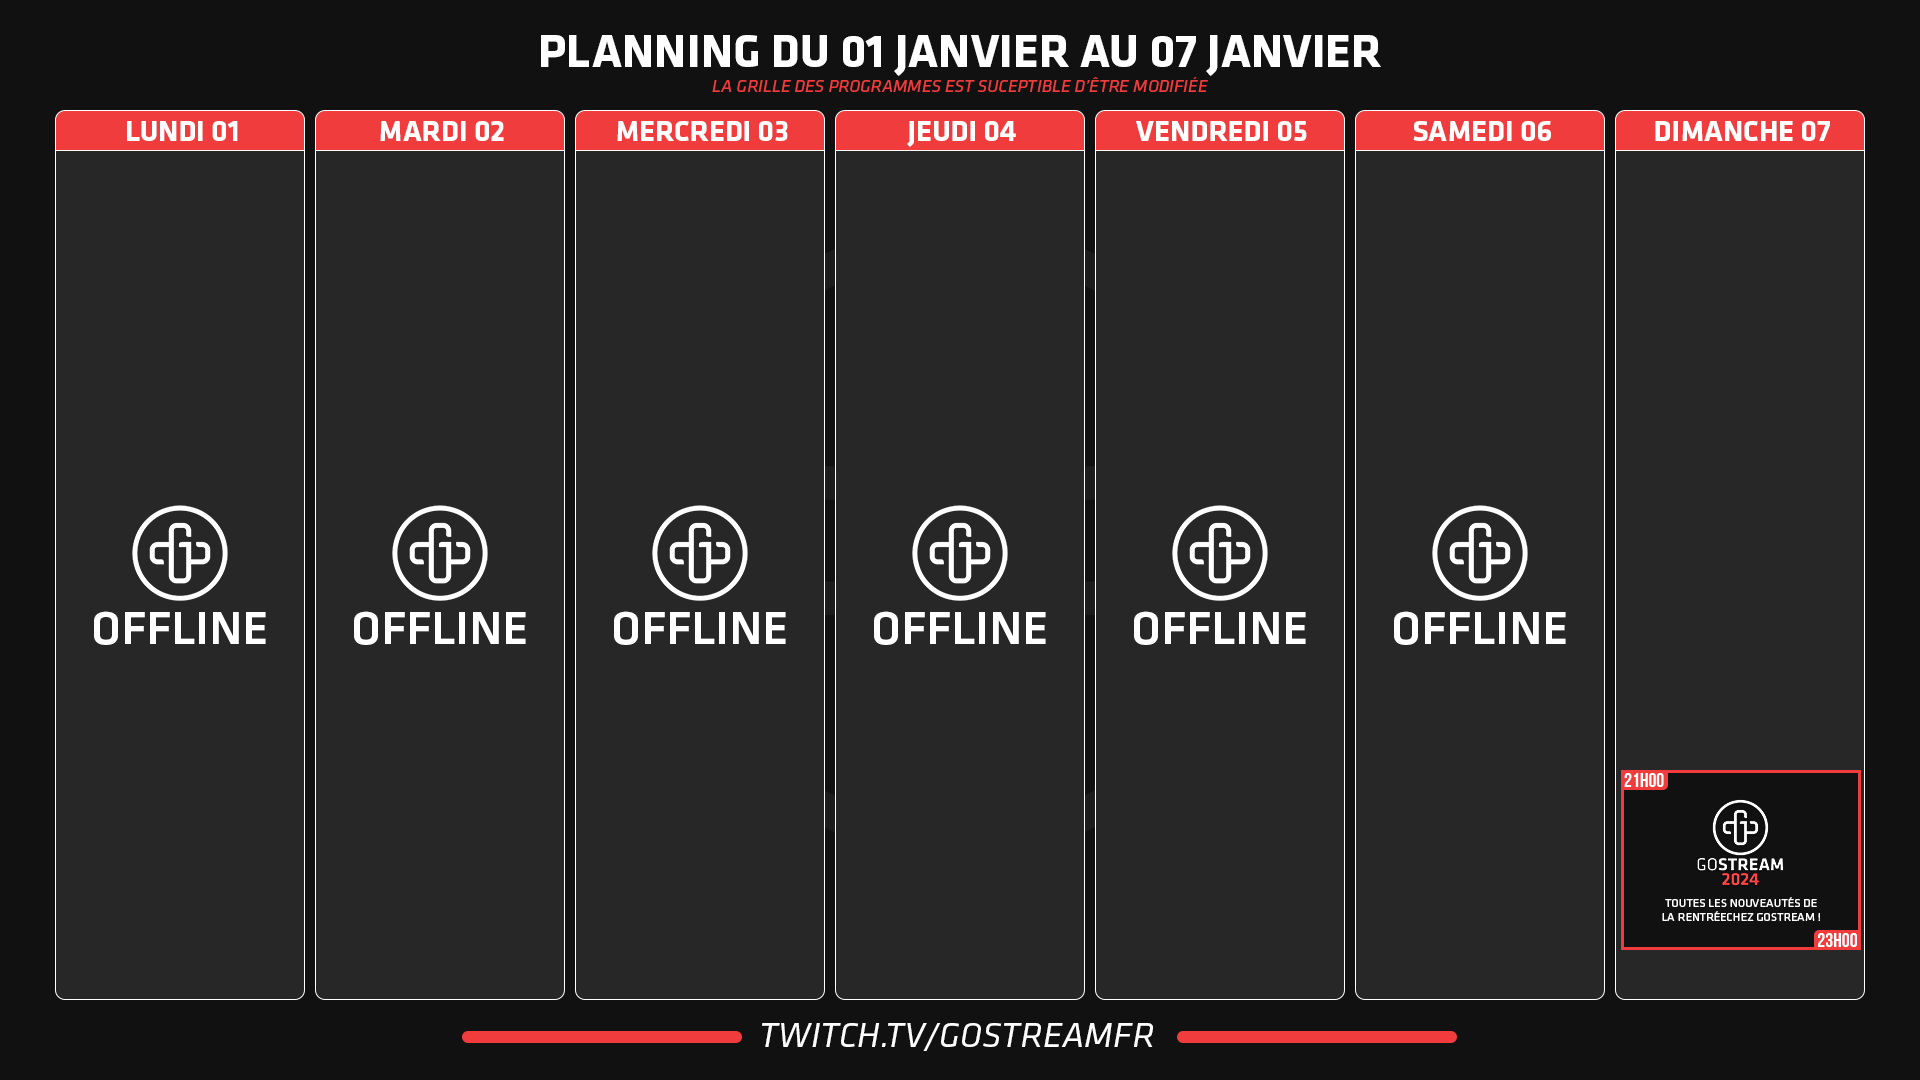 PLANNING DU 01 JANVIER AU 07 JANVIER
LA GRILLE DES PROGRAMMES EST SUCEPTIBLE D'ÊTRE MODIFIÉE
LUNDI 01
OFFLINE
MARDI 02
OFFLINE
MERCREDI 03
OFFLINE
JEUDI 04
OFFLINE
VENDREDI 05
OFFLINE
SAMEDI 06
OFFLINE
DIMANCHE 07
21H00
GOSTREAM
2024
TOUTES LES NOUVEAUTÉS DE
LA RENTRÉECHEZ GOSTREAM !
23H00
TWITCH.TV/GOSTREAMFR